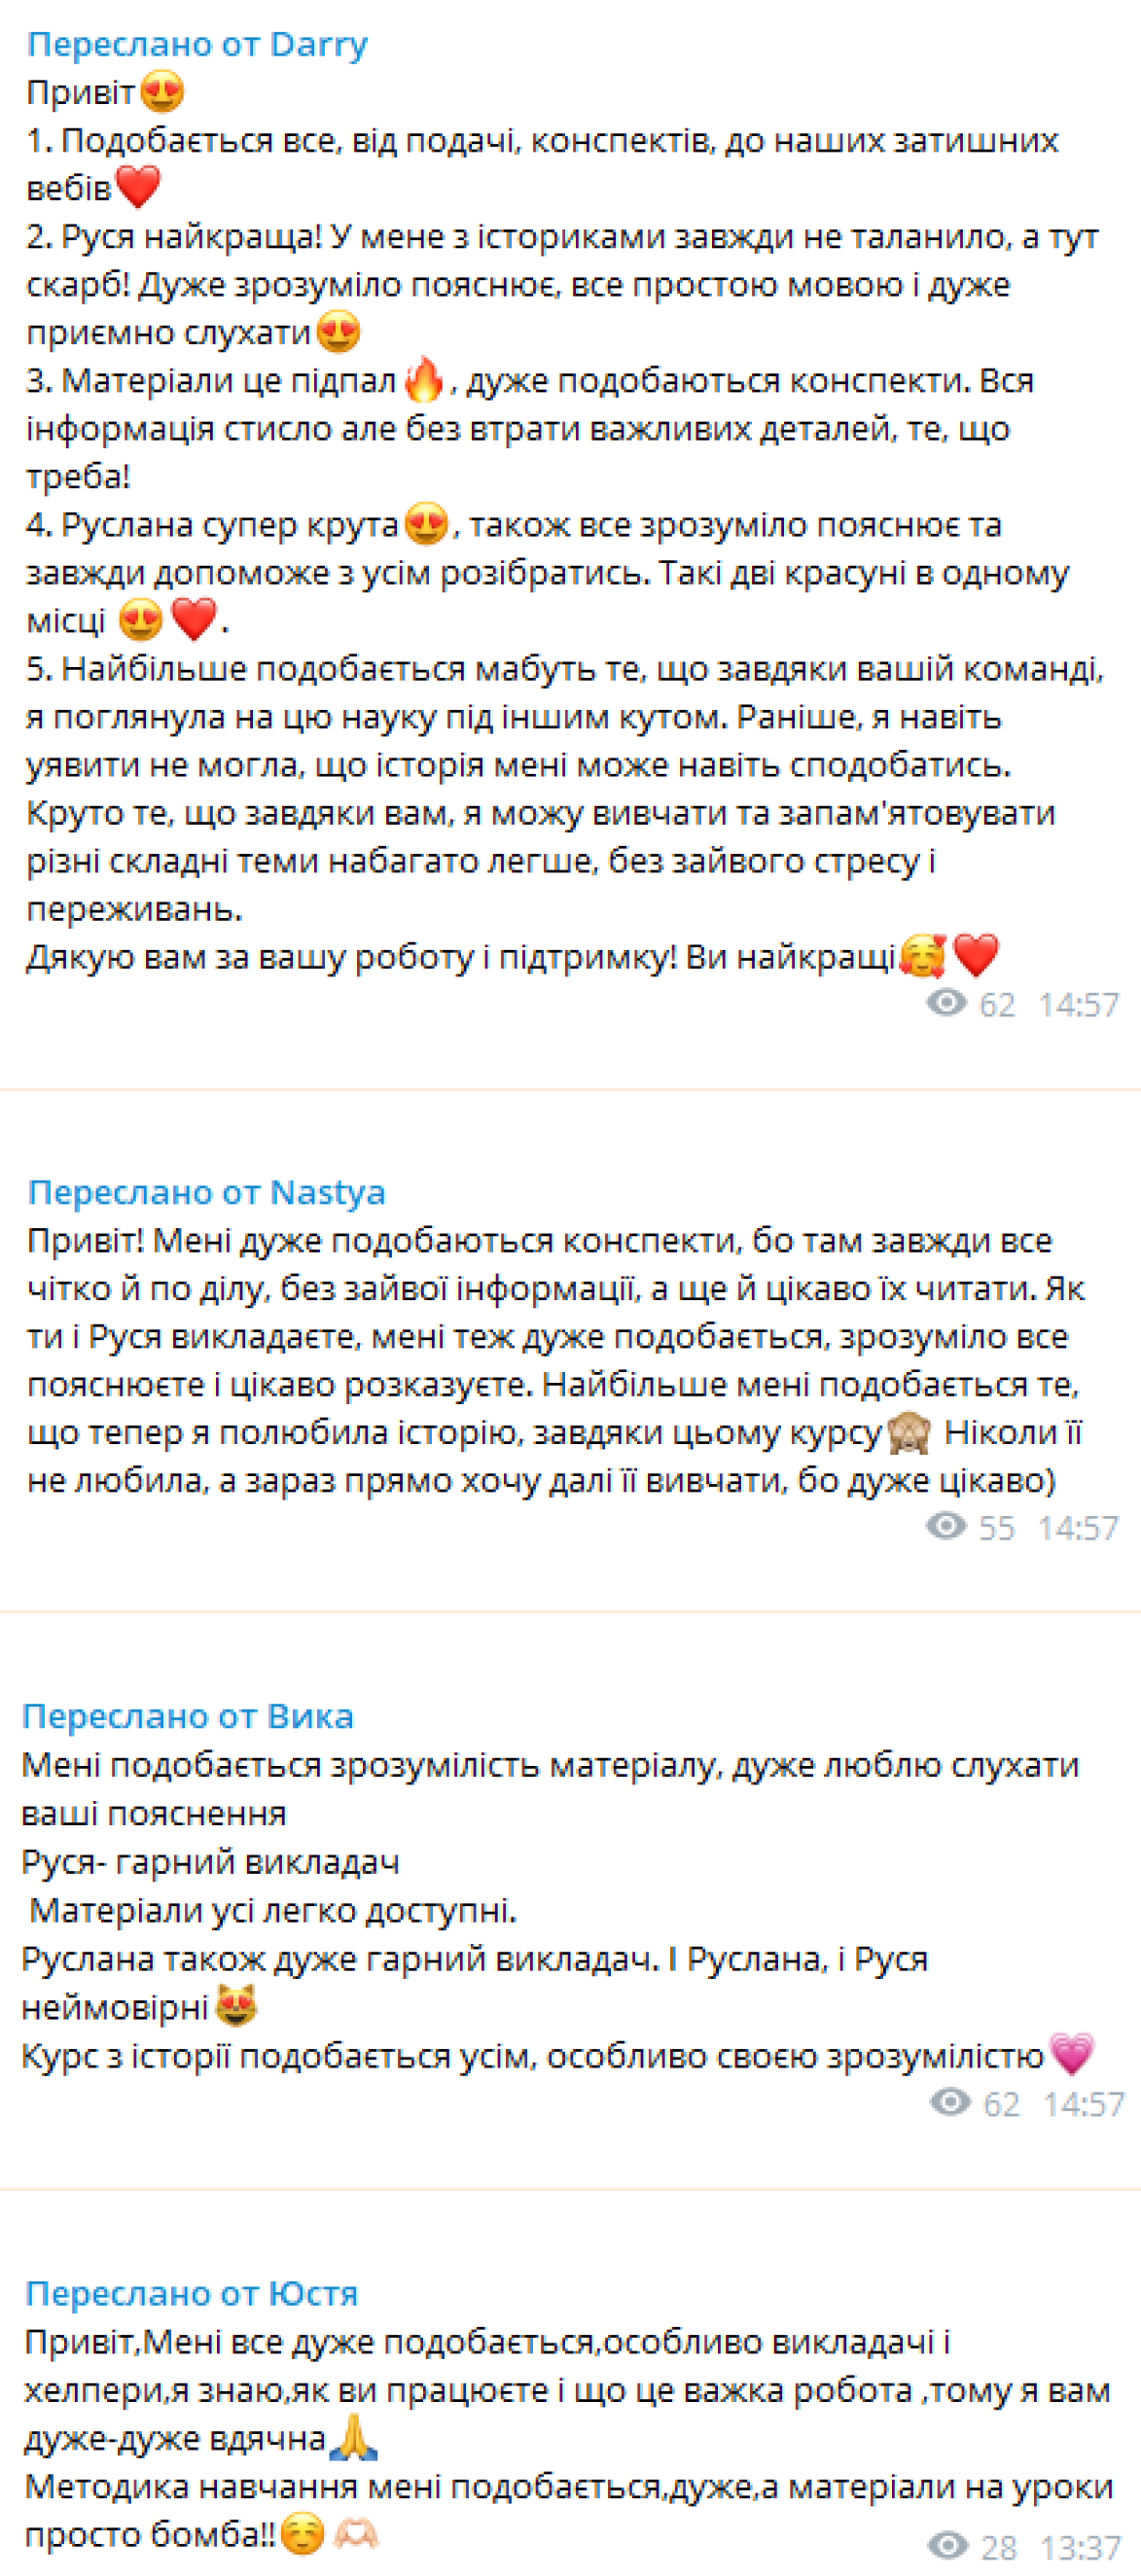 Переслано от Darry
Привіт😍
1. Подобається все, від подачі, конспектів, до наших затишних
вебів❤️
2. Руся найкраща! У мене з істориками завжди не таланило, а тут
скарб! Дуже зрозуміло пояснює, все простою мовою і дуже
приємно слухати😍
3. Матеріали це підпал🔥, дуже подобаються конспекти. Вся
інформація стисло але без втрати важливих деталей, те, що
треба!
4. Руслана супер крута😍, також все зрозуміло пояснює та
завжди допоможе з усім розібратись. Такі дві красуні в одному
місці 😍❤️.
5. Найбільше подобається мабуть те, що завдяки вашій команді,
я поглянула на цю науку під іншим кутом. Раніше, я навіть
уявити не могла, що історія мені може навіть сподобатись.
Круто те, що завдяки вам, я можу вивчати та запам'ятовувати
різні складні теми набагато легше, без зайвого стресу і
переживань.
Дякую вам за вашу роботу і підтримку! Ви найкращі🥰❤️
62 14:57
Переслано от Nastya
Привіт! Мені дуже подобаються конспекти, бо там завжди все
чітко й по ділу, без зайвої інформації, а ще й цікаво їх читати. Як
ти і Руся викладаєте, мені теж дуже подобається, зрозуміло все
пояснюєте і цікаво розказуєте. Найбільше мені подобається те,
що тепер я полюбила історію, завдяки цьому курсу🙈 Ніколи її
не любила, а зараз прямо хочу далі її вивчати, бо дуже цікаво)
55 14:57
Переслано от Вика
Мені подобається зрозумілість матеріалу, дуже люблю слухати
ваші пояснення
Руся- гарний викладач
Матеріали усі легко доступні.
Руслана також дуже гарний викладач. І Руслана, і Руся
неймовірні😻
Курс з історії подобається усім, особливо своєю зрозумілістю💗
62 14:57
Переслано от Юстя
Привіт,Мені все дуже подобається,особливо викладачі і
хелпери,я знаю,як ви працюєте і що це важка робота ,тому я вам
дуже-дуже вдячна🙏
Методика навчання мені подобається,дуже,а матеріали на уроки
просто бомба!!☺️🫶🏻
28 13:37